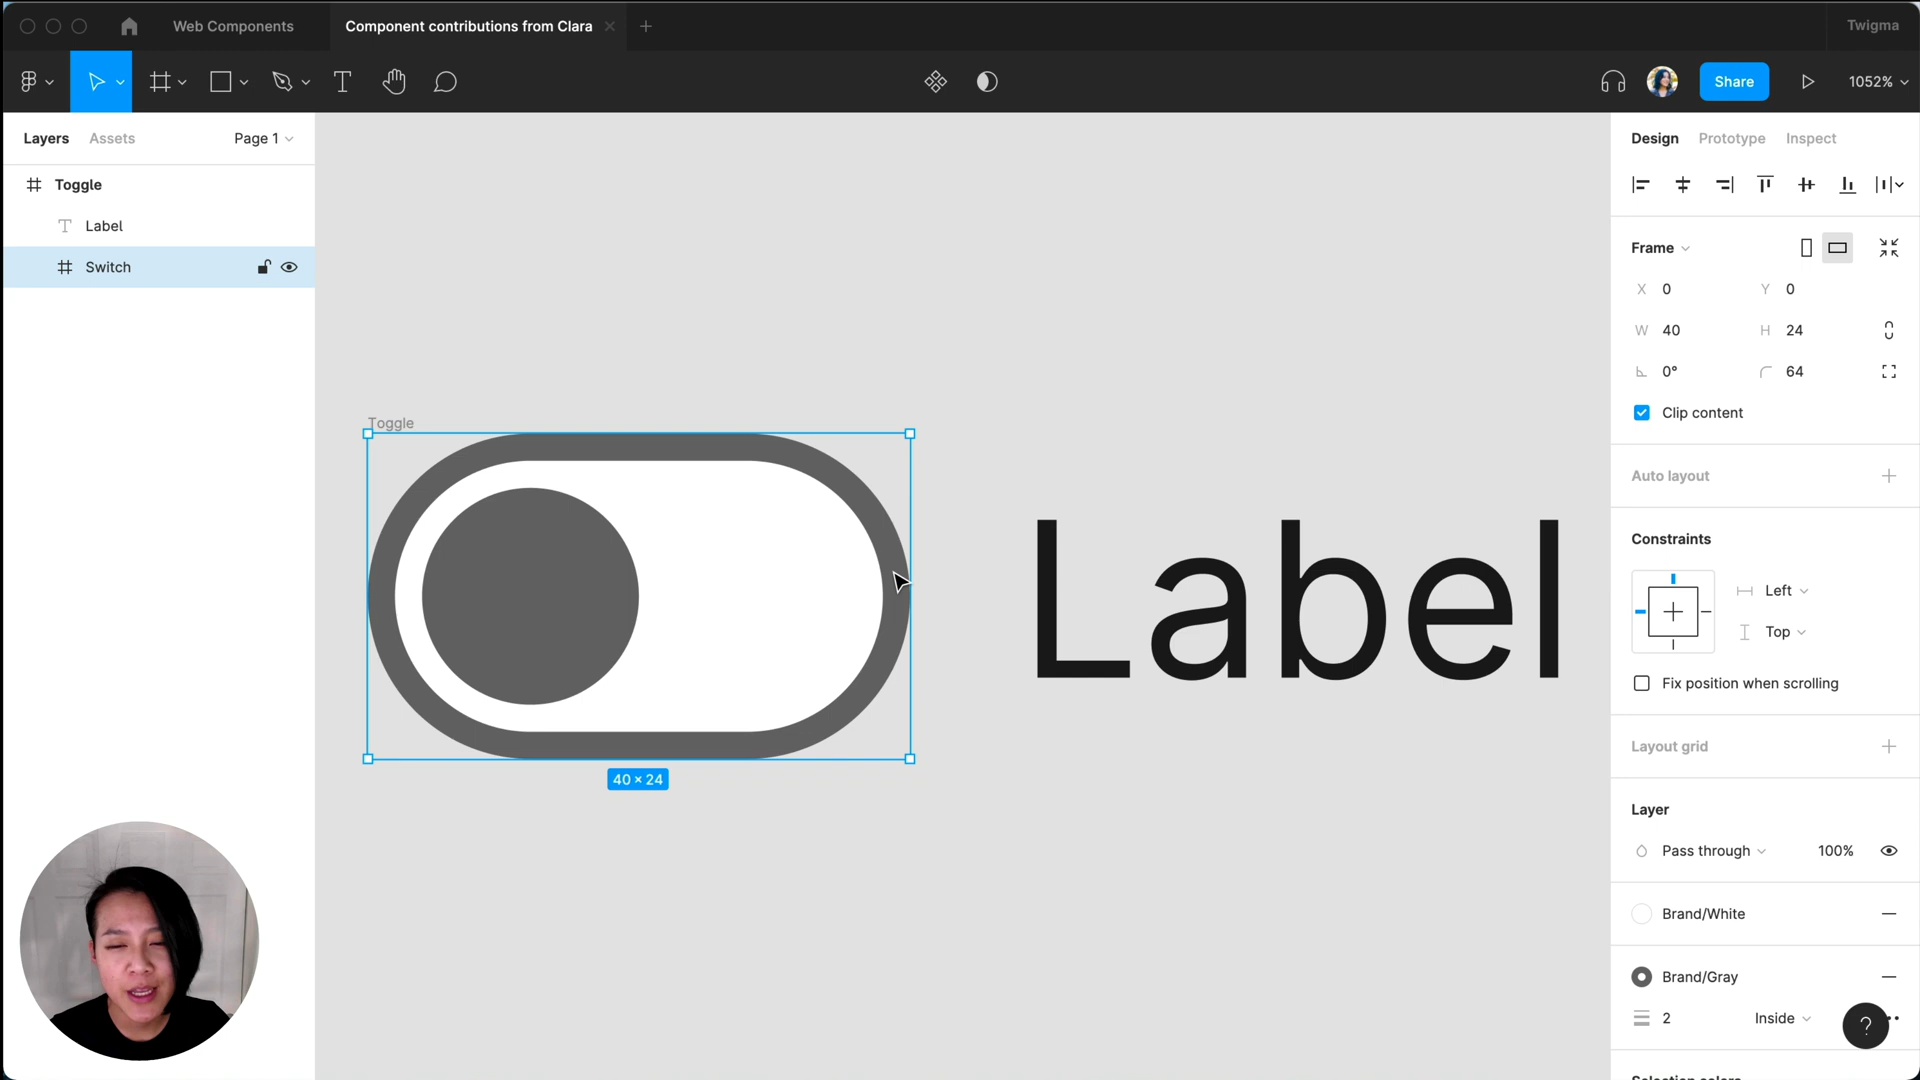 Web Components
Component contributions from Clara
Twigma
Share
1052%
Layers
Assets
Page 1
Design
Prototype
Inspect
Toggle
Label
Switch
Frame
X 0
Y 0
W 40
H 24
0°
64
Clip content
Auto layout
Constraints
Left
Top
Fix position when scrolling
Layout grid
Layer
Pass through
100%
Brand/White
Brand/Gray
2
Inside
?
Toggle
Label
40 × 24